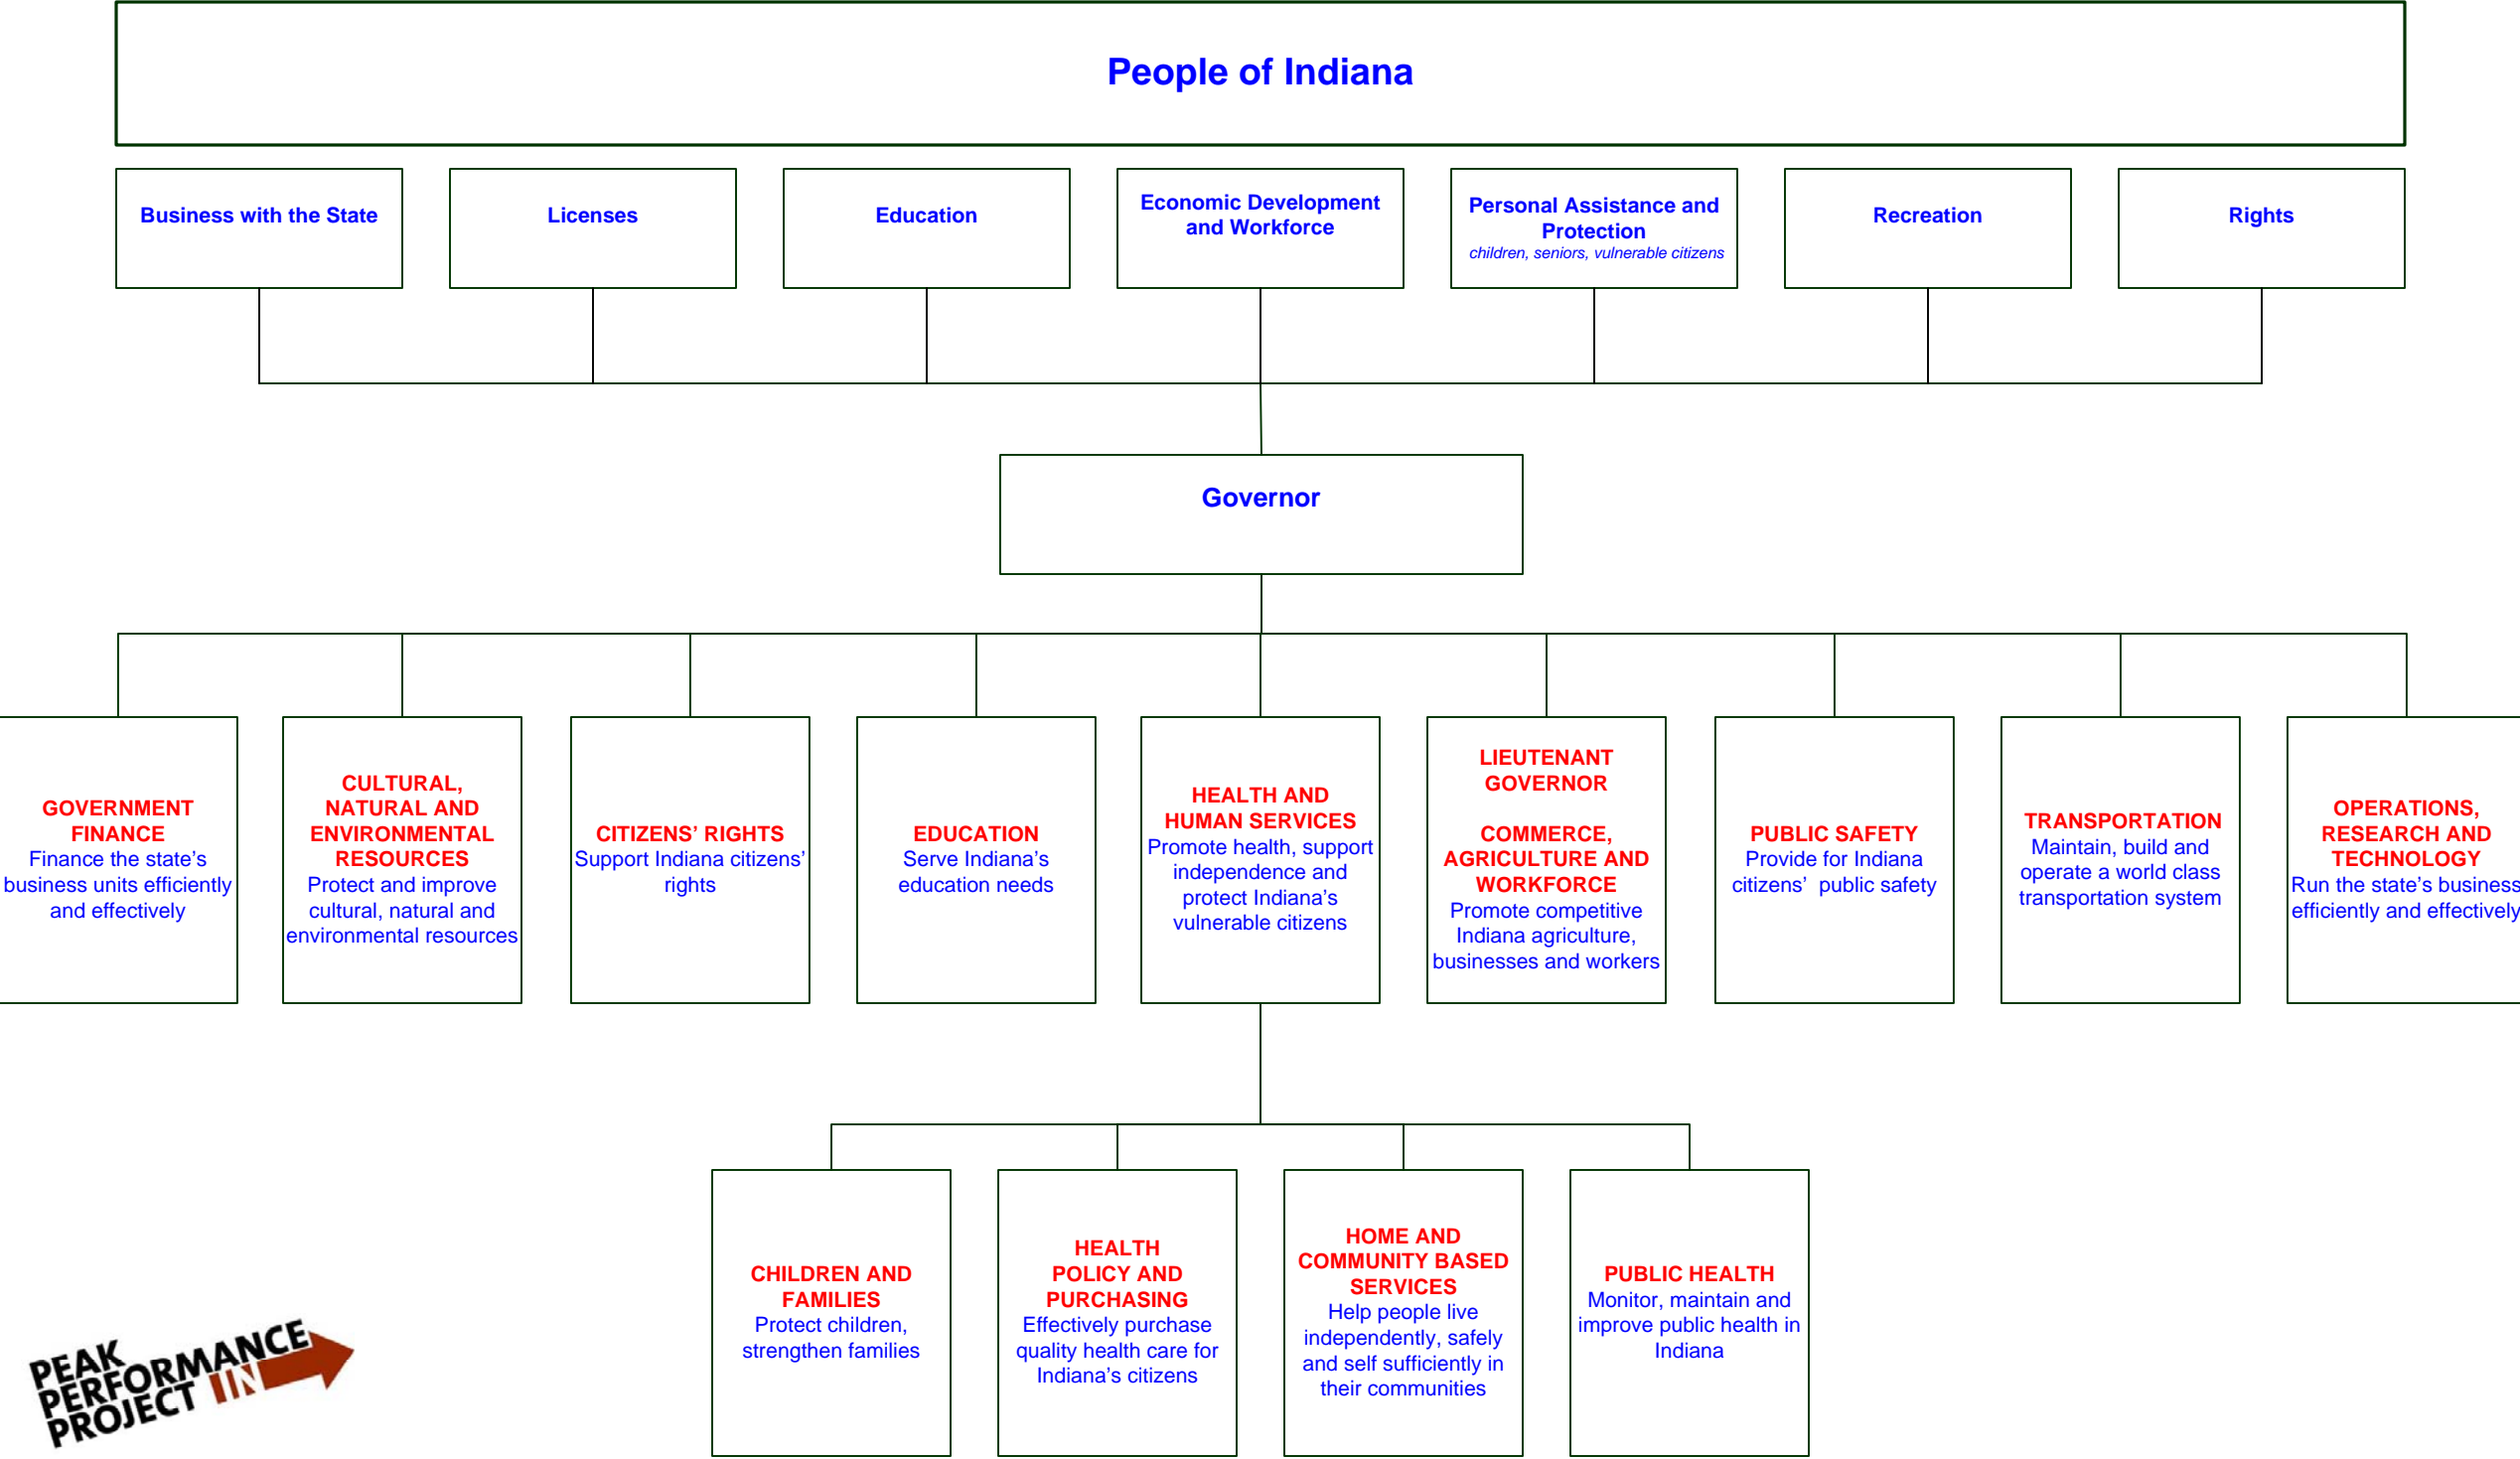 People of Indiana
Business with the State
Licenses
Education
Economic Development
and Workforce
Personal Assistance and
Protection
children, seniors, vulnerable citizens
Recreation
Rights
Governor
GOVERNMENT
FINANCE
Finance the state’s
business units efficiently
and effectively
CULTURAL,
NATURAL AND
ENVIRONMENTAL
RESOURCES
Protect and improve
cultural, natural and
environmental resources
CITIZENS’ RIGHTS
Support Indiana citizens’
rights
EDUCATION
Serve Indiana’s
education needs
HEALTH AND
HUMAN SERVICES
Promote health, support
independence and
protect Indiana’s
vulnerable citizens
LIEUTENANT
GOVERNOR
COMMERCE,
AGRICULTURE AND
WORKFORCE
Promote competitive
Indiana agriculture,
businesses and workers
PUBLIC SAFETY
Provide for Indiana
citizens’  public safety
TRANSPORTATION
Maintain, build and
operate a world class
transportation system
OPERATIONS,
RESEARCH AND
TECHNOLOGY
Run the state’s business
efficiently and effectively
CHILDREN AND
FAMILIES
Protect children,
strengthen families
HEALTH
POLICY AND
PURCHASING
Effectively purchase
quality health care for
Indiana’s citizens
HOME AND
COMMUNITY BASED
SERVICES
Help people live
independently, safely
and self sufficiently in
their communities
PUBLIC HEALTH
Monitor, maintain and
improve public health in
Indiana
PEAK
PERFORMANCE
PROJECT IN